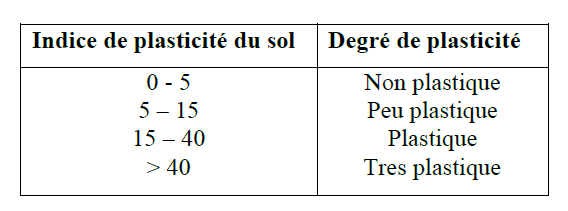 Indice de plasticité du sol Degré de plasticité
0 - 5 Non plastique
5 – 15 Peu plastique
15 – 40 Plastique
> 40 Tres plastique